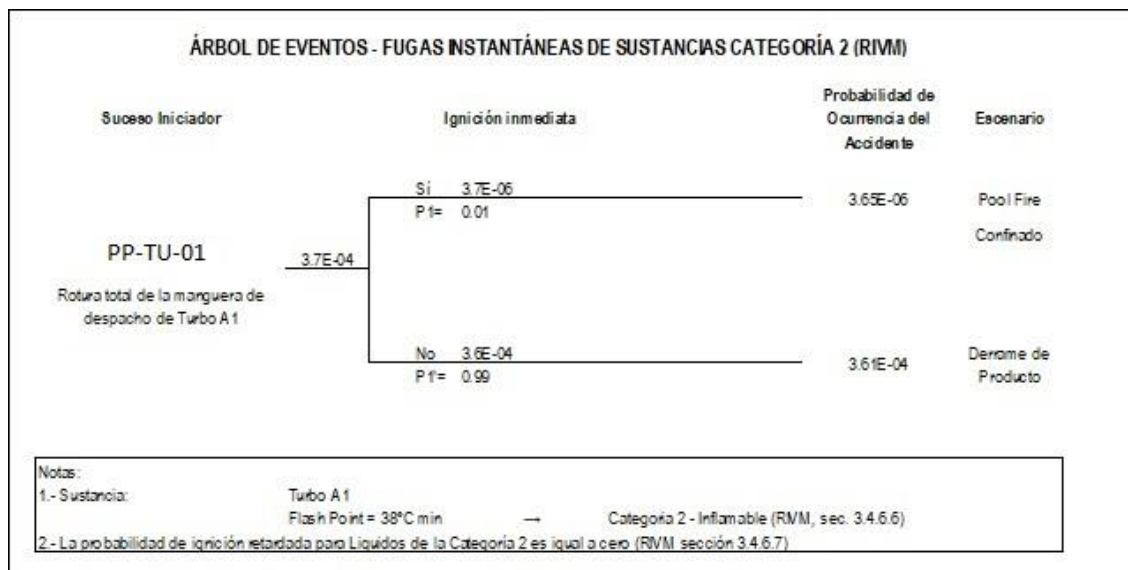 ÁRBOL DE EVENTOS - FUGAS INSTANTÁNEAS DE SUSTANCIAS CATEGORÍA 2 (RIVM)
Suceso Iniciador
Ignición inmediata
Probabilidad de
Ocurrencia del
Accidente
Escenario
Sí 3.7E-06
P1= 0.01
3.65E-06
Pool Fire
Confinado
PP-TU-01
3.7E-04
Rotura total de la manguera de
despacho de Turbo A1
No 3.6E-04
P1'= 0.99
3.61E-04
Derrame de
Producto
Notas:
1.- Sustancia: Turbo A1
Flash Point = 38°C min → Categoría 2 - Inflamable (RIVM, sec. 3.4.6.6)
2.- La probabilidad de ignición retardada para Liquidos de la Categoría 2 es igual a cero (RIVM sección 3.4.6.7)